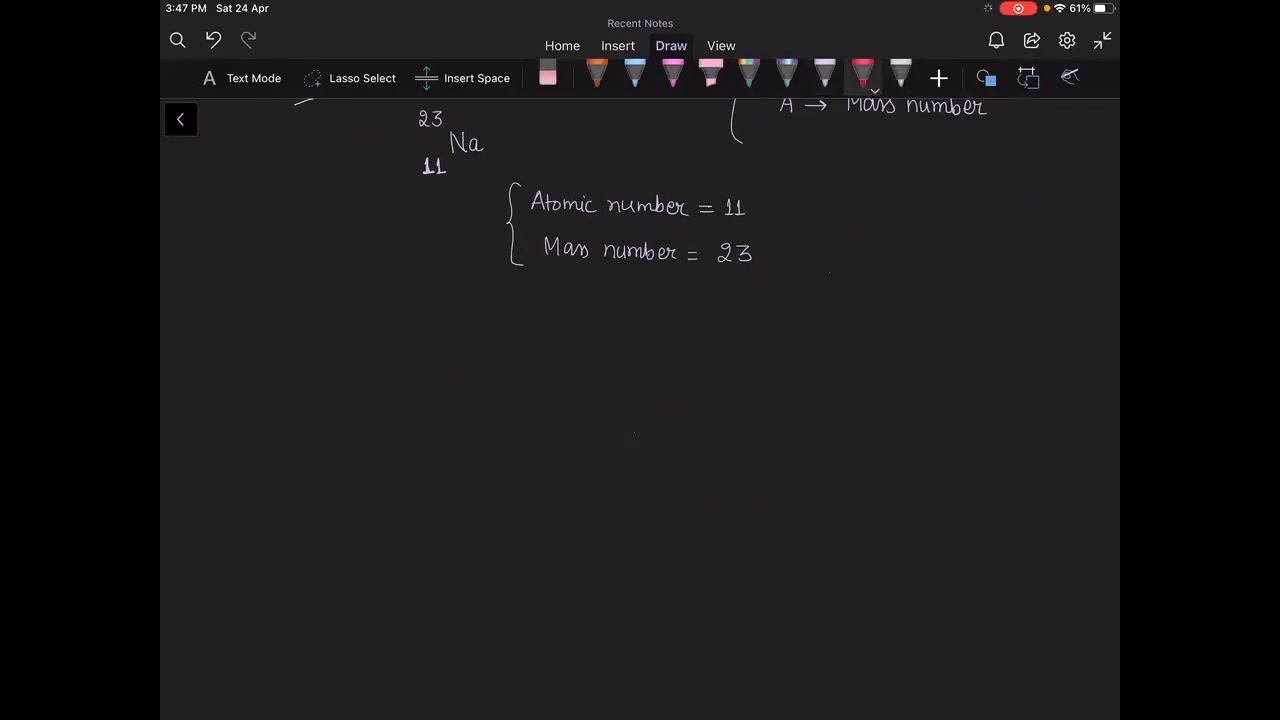 3:47 PM Sat 24 Apr 61%
Recent Notes
Home Insert Draw View
Text Mode Lasso Select Insert Space
A → Mass number
23
Na
11
Atomic number = 11
Mass number = 23